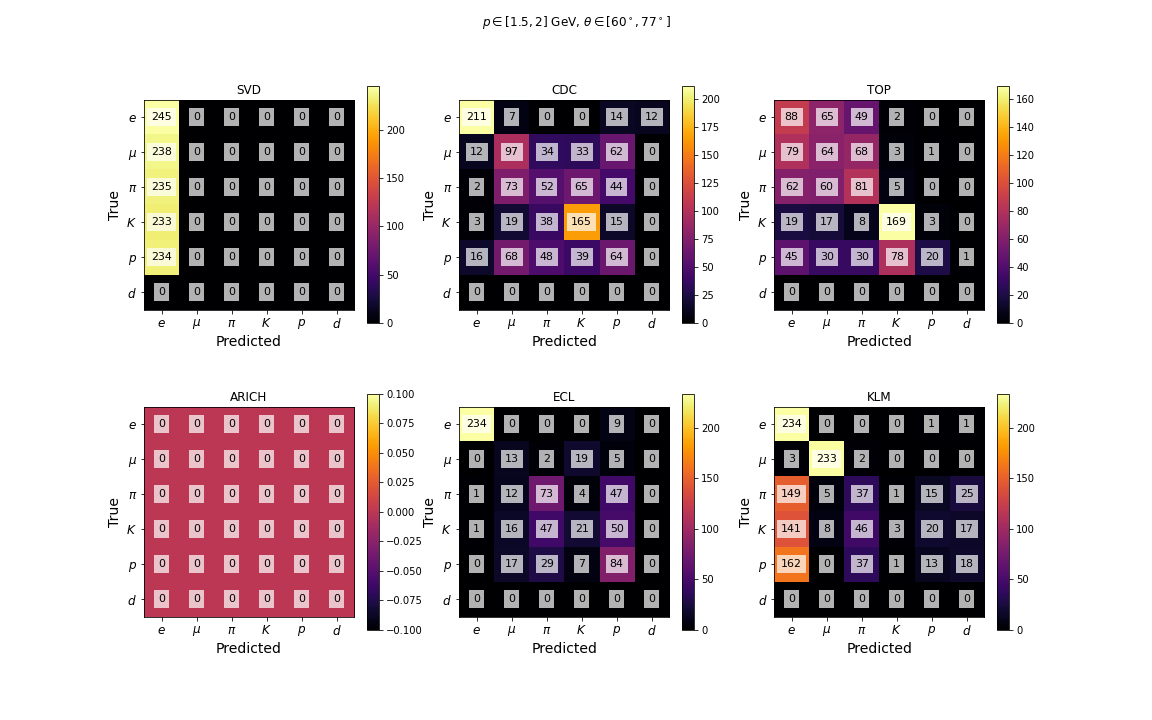 p ∈ [1.5, 2] GeV, θ ∈ [60°, 77°]
SVD
e 245 0 0 0 0 0
μ 238 0 0 0 0 0
π 235 0 0 0 0 0
K 233 0 0 0 0 0
p 234 0 0 0 0 0
d 0 0 0 0 0 0
e μ π K p d
True
Predicted
200
150
100
50
0
CDC
e 211 7 0 0 14 12
μ 12 97 34 33 62 0
π 2 73 52 65 44 0
K 3 19 38 165 15 0
p 16 68 48 39 64 0
d 0 0 0 0 0 0
e μ π K p d
True
Predicted
200
175
150
125
100
75
50
25
0
TOP
e 88 65 49 2 0 0
μ 79 64 68 3 1 0
π 62 60 81 5 0 0
K 19 17 8 169 3 0
p 45 30 30 78 20 1
d 0 0 0 0 0 0
e μ π K p d
True
Predicted
160
140
120
100
80
60
40
20
0
ARICH
e 0 0 0 0 0 0
μ 0 0 0 0 0 0
π 0 0 0 0 0 0
K 0 0 0 0 0 0
p 0 0 0 0 0 0
d 0 0 0 0 0 0
e μ π K p d
True
Predicted
0.100
0.075
0.050
0.025
0.000
−0.025
−0.050
−0.075
−0.100
ECL
e 234 0 0 0 9 0
μ 0 13 2 19 5 0
π 1 12 73 4 47 0
K 1 16 47 21 50 0
p 0 17 29 7 84 0
d 0 0 0 0 0 0
e μ π K p d
True
Predicted
200
150
100
50
0
KLM
e 234 0 0 0 1 1
μ 3 233 2 0 0 0
π 149 5 37 1 15 25
K 141 8 46 3 20 17
p 162 0 37 1 13 18
d 0 0 0 0 0 0
e μ π K p d
True
Predicted
200
150
100
50
0